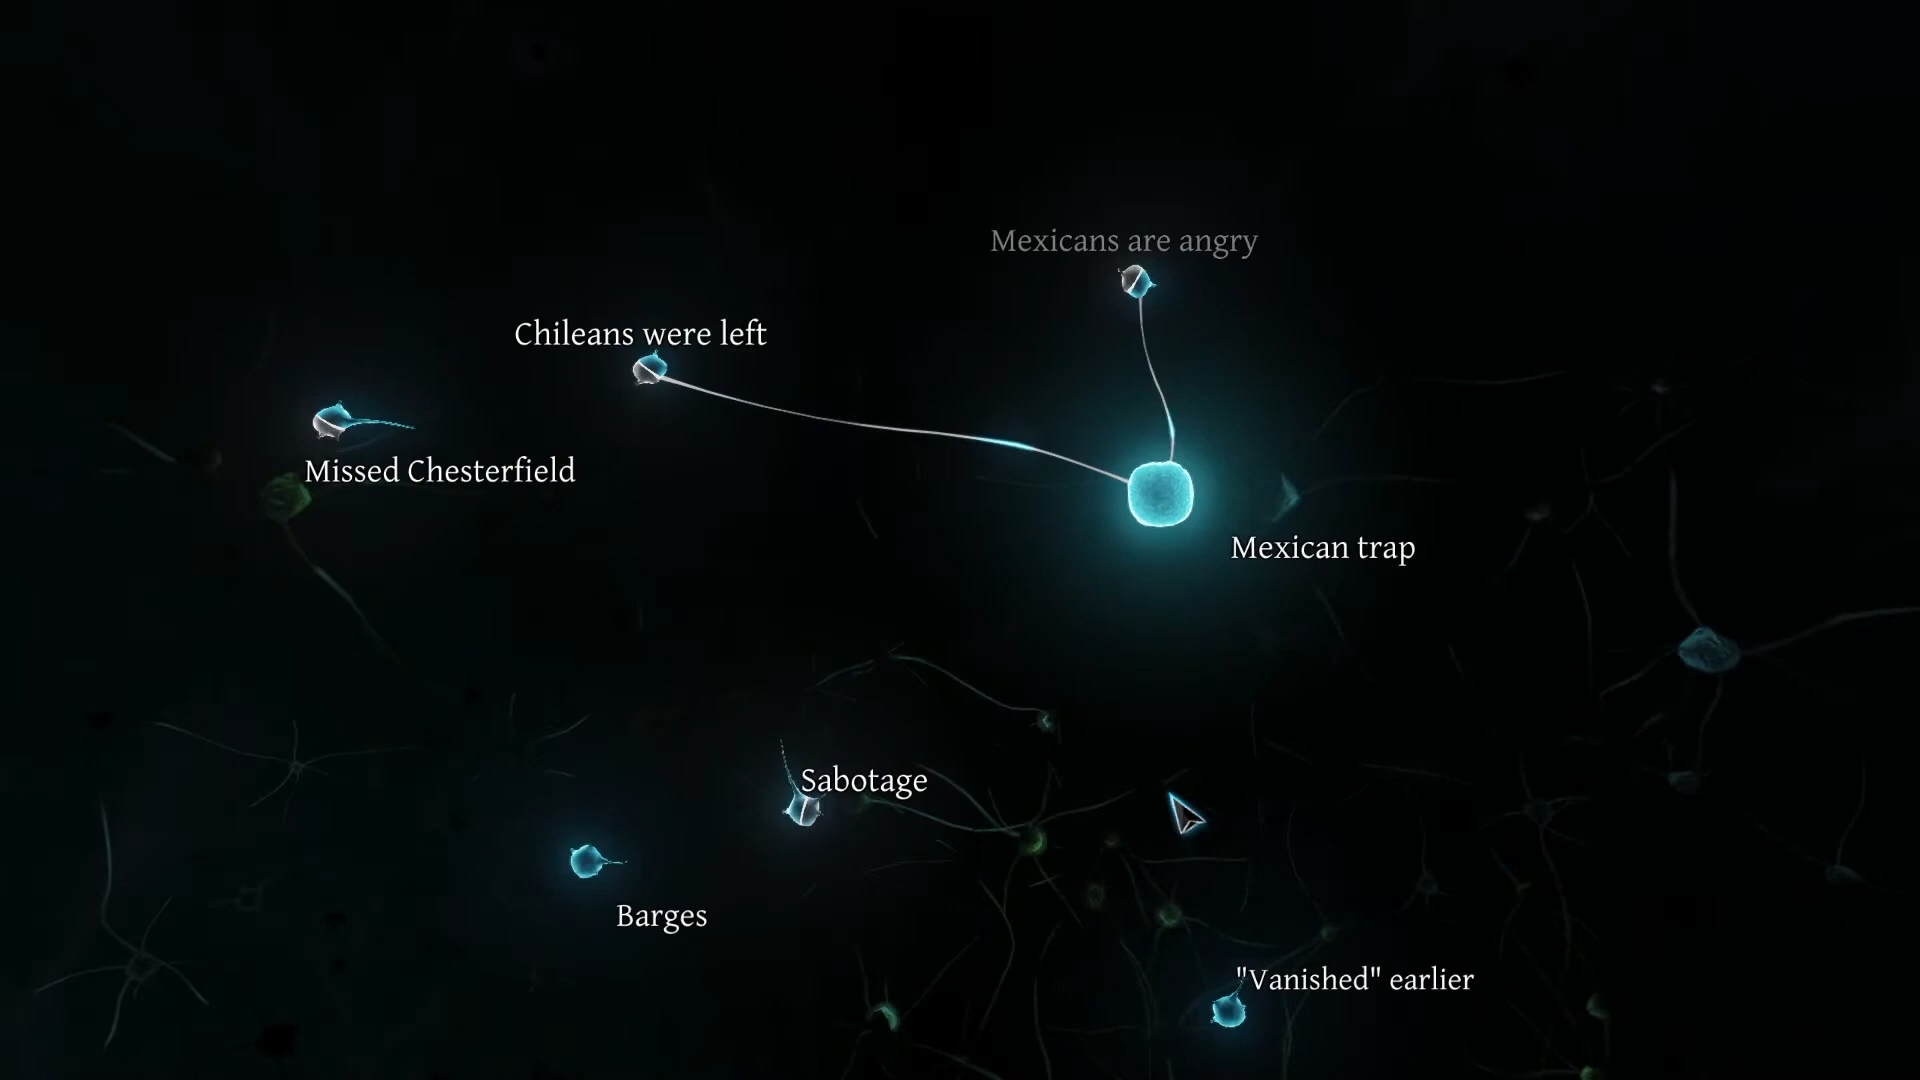 Mexicans are angry
Chileans were left
Missed Chesterfield
Mexican trap
Sabotage
Barges
"Vanished" earlier